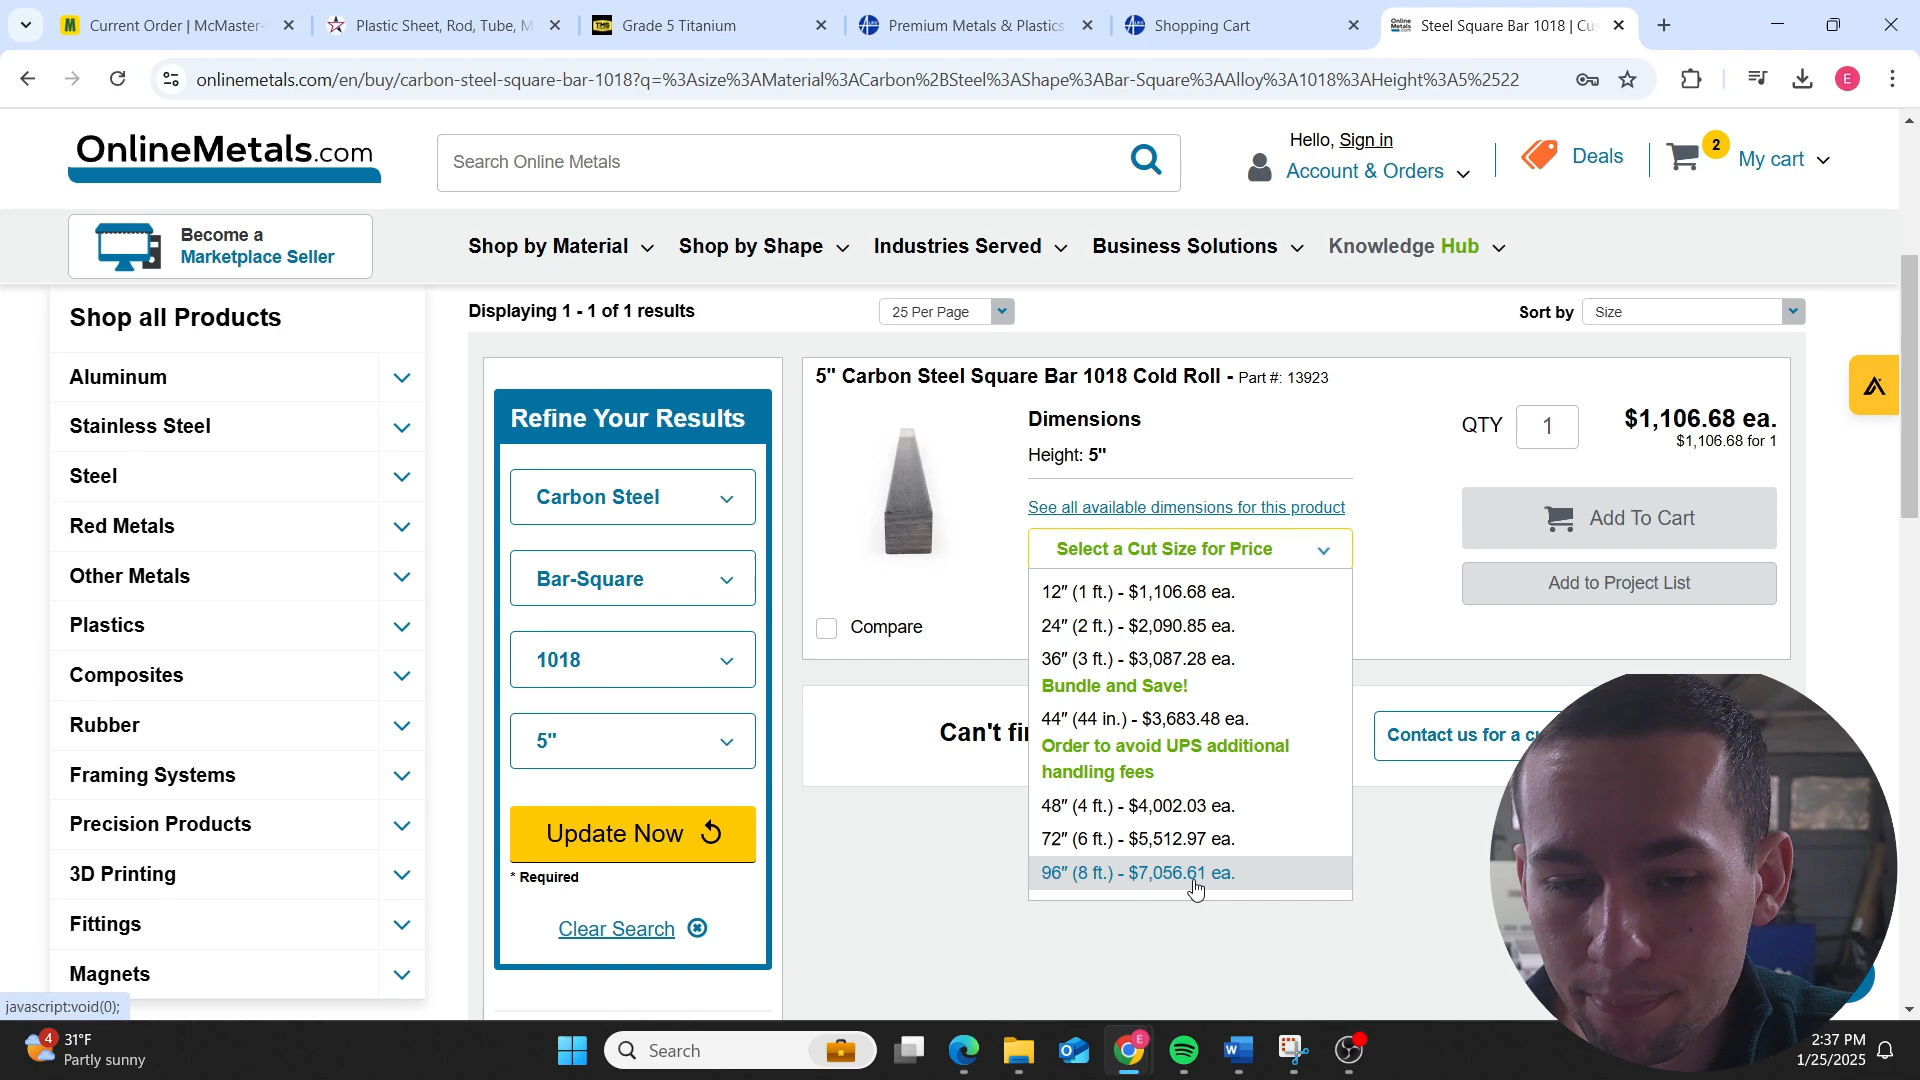 Current Order | McMaster-
Plastic Sheet, Rod, Tube, M
Grade 5 Titanium
Premium Metals & Plastics
Shopping Cart
Steel Square Bar 1018 | Cu
onlinemetals.com/en/buy/carbon-steel-square-bar-1018?q=%3Asize%3AMaterial%3ACarbon%2BSteel%3AShape%3ABar-Square%3AAlloy%3A1018%3AHeight%3A5%2522
E
OnlineMetals.com
Search Online Metals
Hello, Sign in
Account & Orders
Deals
2
My cart
Become a
Marketplace Seller
Shop by Material
Shop by Shape
Industries Served
Business Solutions
Knowledge Hub
Shop all Products
Aluminum
Stainless Steel
Steel
Red Metals
Other Metals
Plastics
Composites
Rubber
Framing Systems
Precision Products
3D Printing
Fittings
Magnets
Displaying 1 - 1 of 1 results
25 Per Page
Sort by
Size
Refine Your Results
Carbon Steel
Bar-Square
1018
5"
Update Now
* Required
Clear Search
5" Carbon Steel Square Bar 1018 Cold Roll - Part #: 13923
Dimensions
Height: 5"
See all available dimensions for this product
Select a Cut Size for Price
12" (1 ft.) - $1,106.68 ea.
24" (2 ft.) - $2,090.85 ea.
36" (3 ft.) - $3,087.28 ea.
Bundle and Save!
44" (44 in.) - $3,683.48 ea.
Order to avoid UPS additional
handling fees
48" (4 ft.) - $4,002.03 ea.
72" (6 ft.) - $5,512.97 ea.
96" (8 ft.) - $7,056.61 ea.
Compare
QTY
1
$1,106.68 ea.
$1,106.68 for 1
Add To Cart
Add to Project List
Can't fi
Contact us for a cu
javascript:void(0);
4
31°F
Partly sunny
Search
E
2:37 PM
1/25/2025